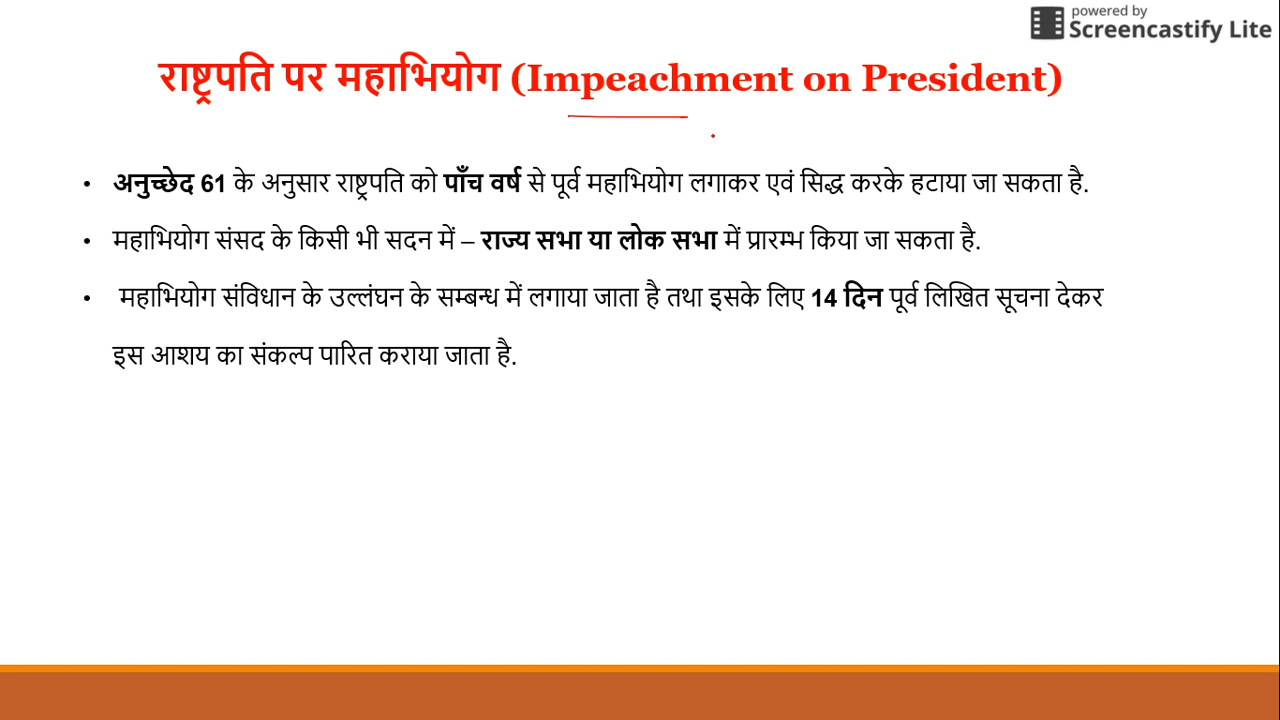 powered by
Screencastify Lite
राष्ट्रपति पर महाभियोग (Impeachment on President)
• अनुच्छेद 61 के अनुसार राष्ट्रपति को पाँच वर्ष से पूर्व महाभियोग लगाकर एवं सिद्ध करके हटाया जा सकता है.
• महाभियोग संसद के किसी भी सदन में – राज्य सभा या लोक सभा में प्रारम्भ किया जा सकता है.
• महाभियोग संविधान के उल्लंघन के सम्बन्ध में लगाया जाता है तथा इसके लिए 14 दिन पूर्व लिखित सूचना देकर
इस आशय का संकल्प पारित कराया जाता है.